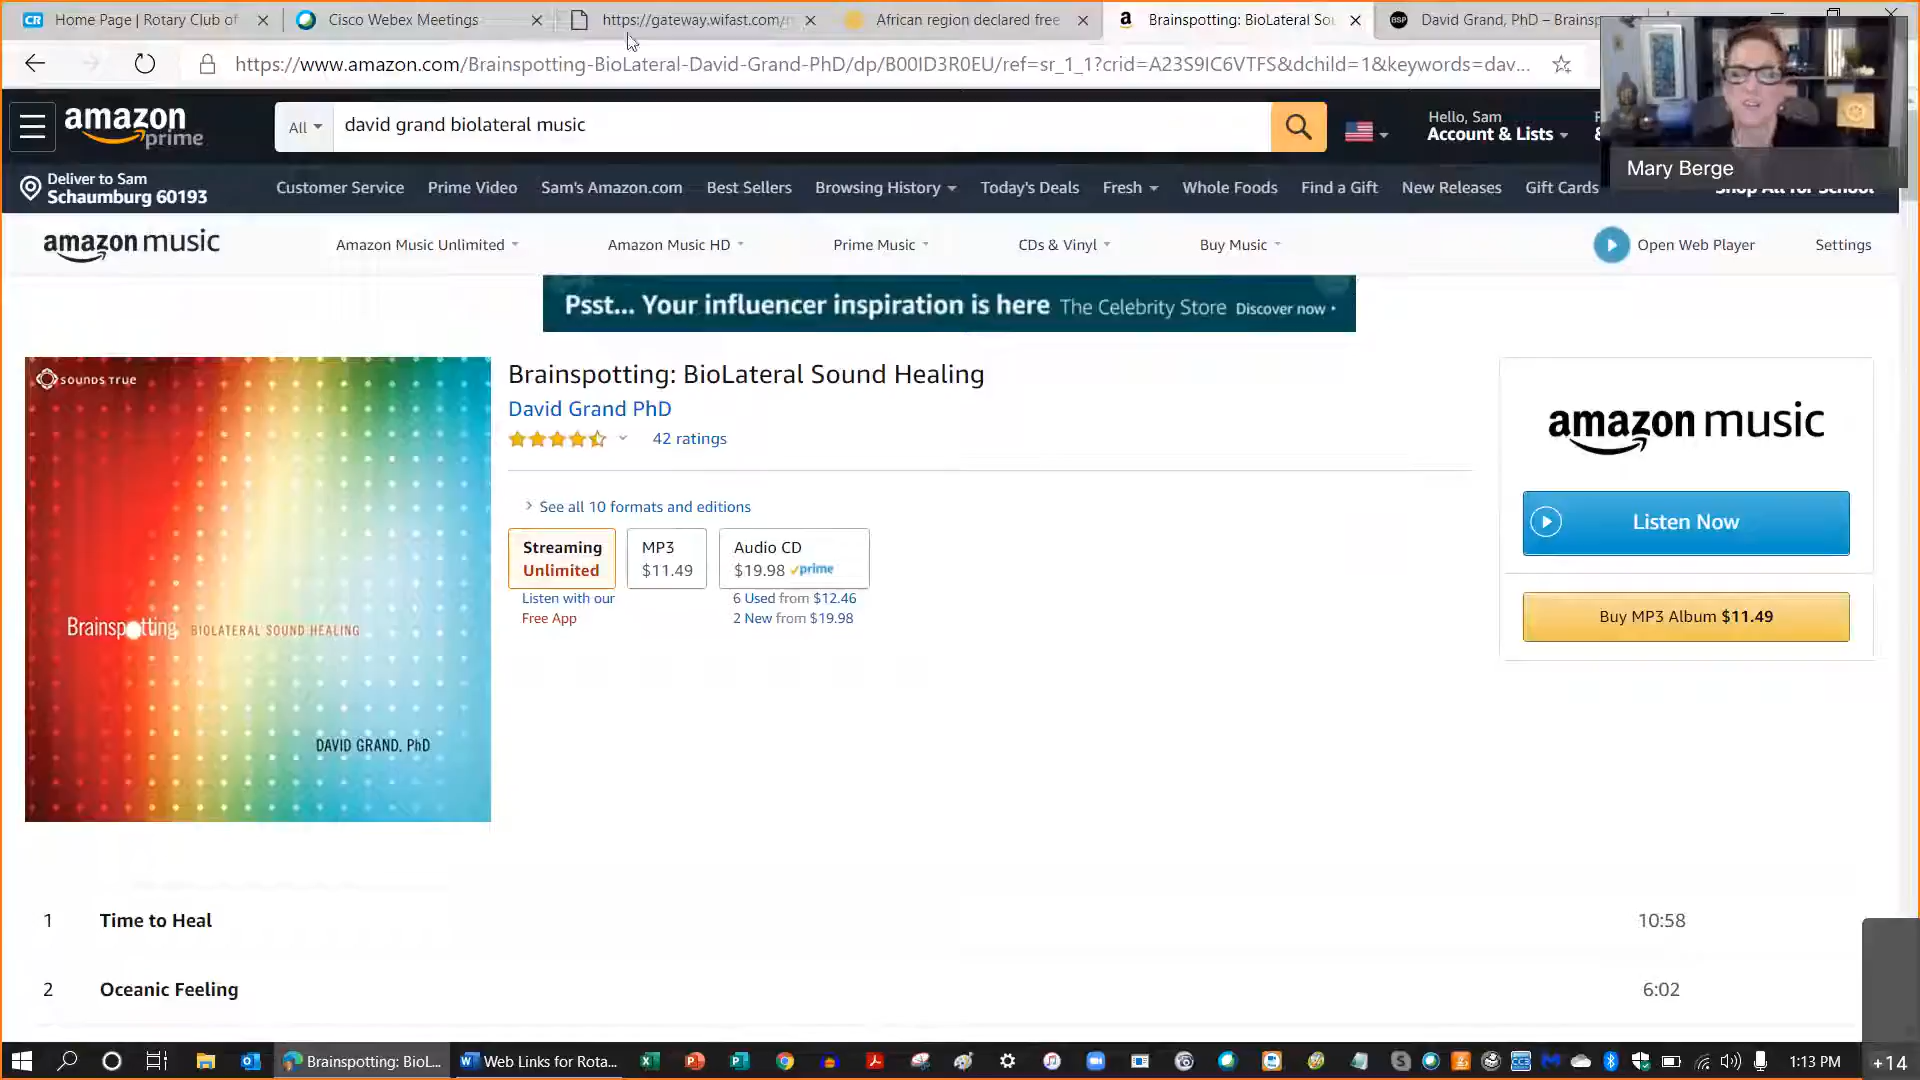 Home Page | Rotary Club of
Cisco Webex Meetings
https://gateway.wifast.com/
African region declared free
Brainspotting: BioLateral Sou
David Grand, PhD – Brainsp
https://www.amazon.com/Brainspotting-BioLateral-David-Grand-PhD/dp/B00ID3R0EU/ref=sr_1_1?crid=A23S9IC6VTFS&dchild=1&keywords=dav...
amazon prime
All
david grand biolateral music
Hello, Sam
Account & Lists
Mary Berge
Deliver to Sam
Schaumburg 60193
Customer Service
Prime Video
Sam's Amazon.com
Best Sellers
Browsing History
Today's Deals
Fresh
Whole Foods
Find a Gift
New Releases
Gift Cards
Shop All for School
amazon music
Amazon Music Unlimited
Amazon Music HD
Prime Music
CDs & Vinyl
Buy Music
Open Web Player
Settings
Psst... Your influencer inspiration is here The Celebrity Store Discover now
SOUNDS TRUE
Brainspotting BIOLATERAL SOUND HEALING
DAVID GRAND, PhD
Brainspotting: BioLateral Sound Healing
David Grand PhD
42 ratings
See all 10 formats and editions
Streaming
Unlimited
MP3
$11.49
Audio CD
$19.98 prime
Listen with our
Free App
6 Used from $12.46
2 New from $19.98
amazon music
Listen Now
Buy MP3 Album $11.49
1 Time to Heal 10:58
2 Oceanic Feeling 6:02
Brainspotting: BioL...
Web Links for Rota...
1:13 PM
+14